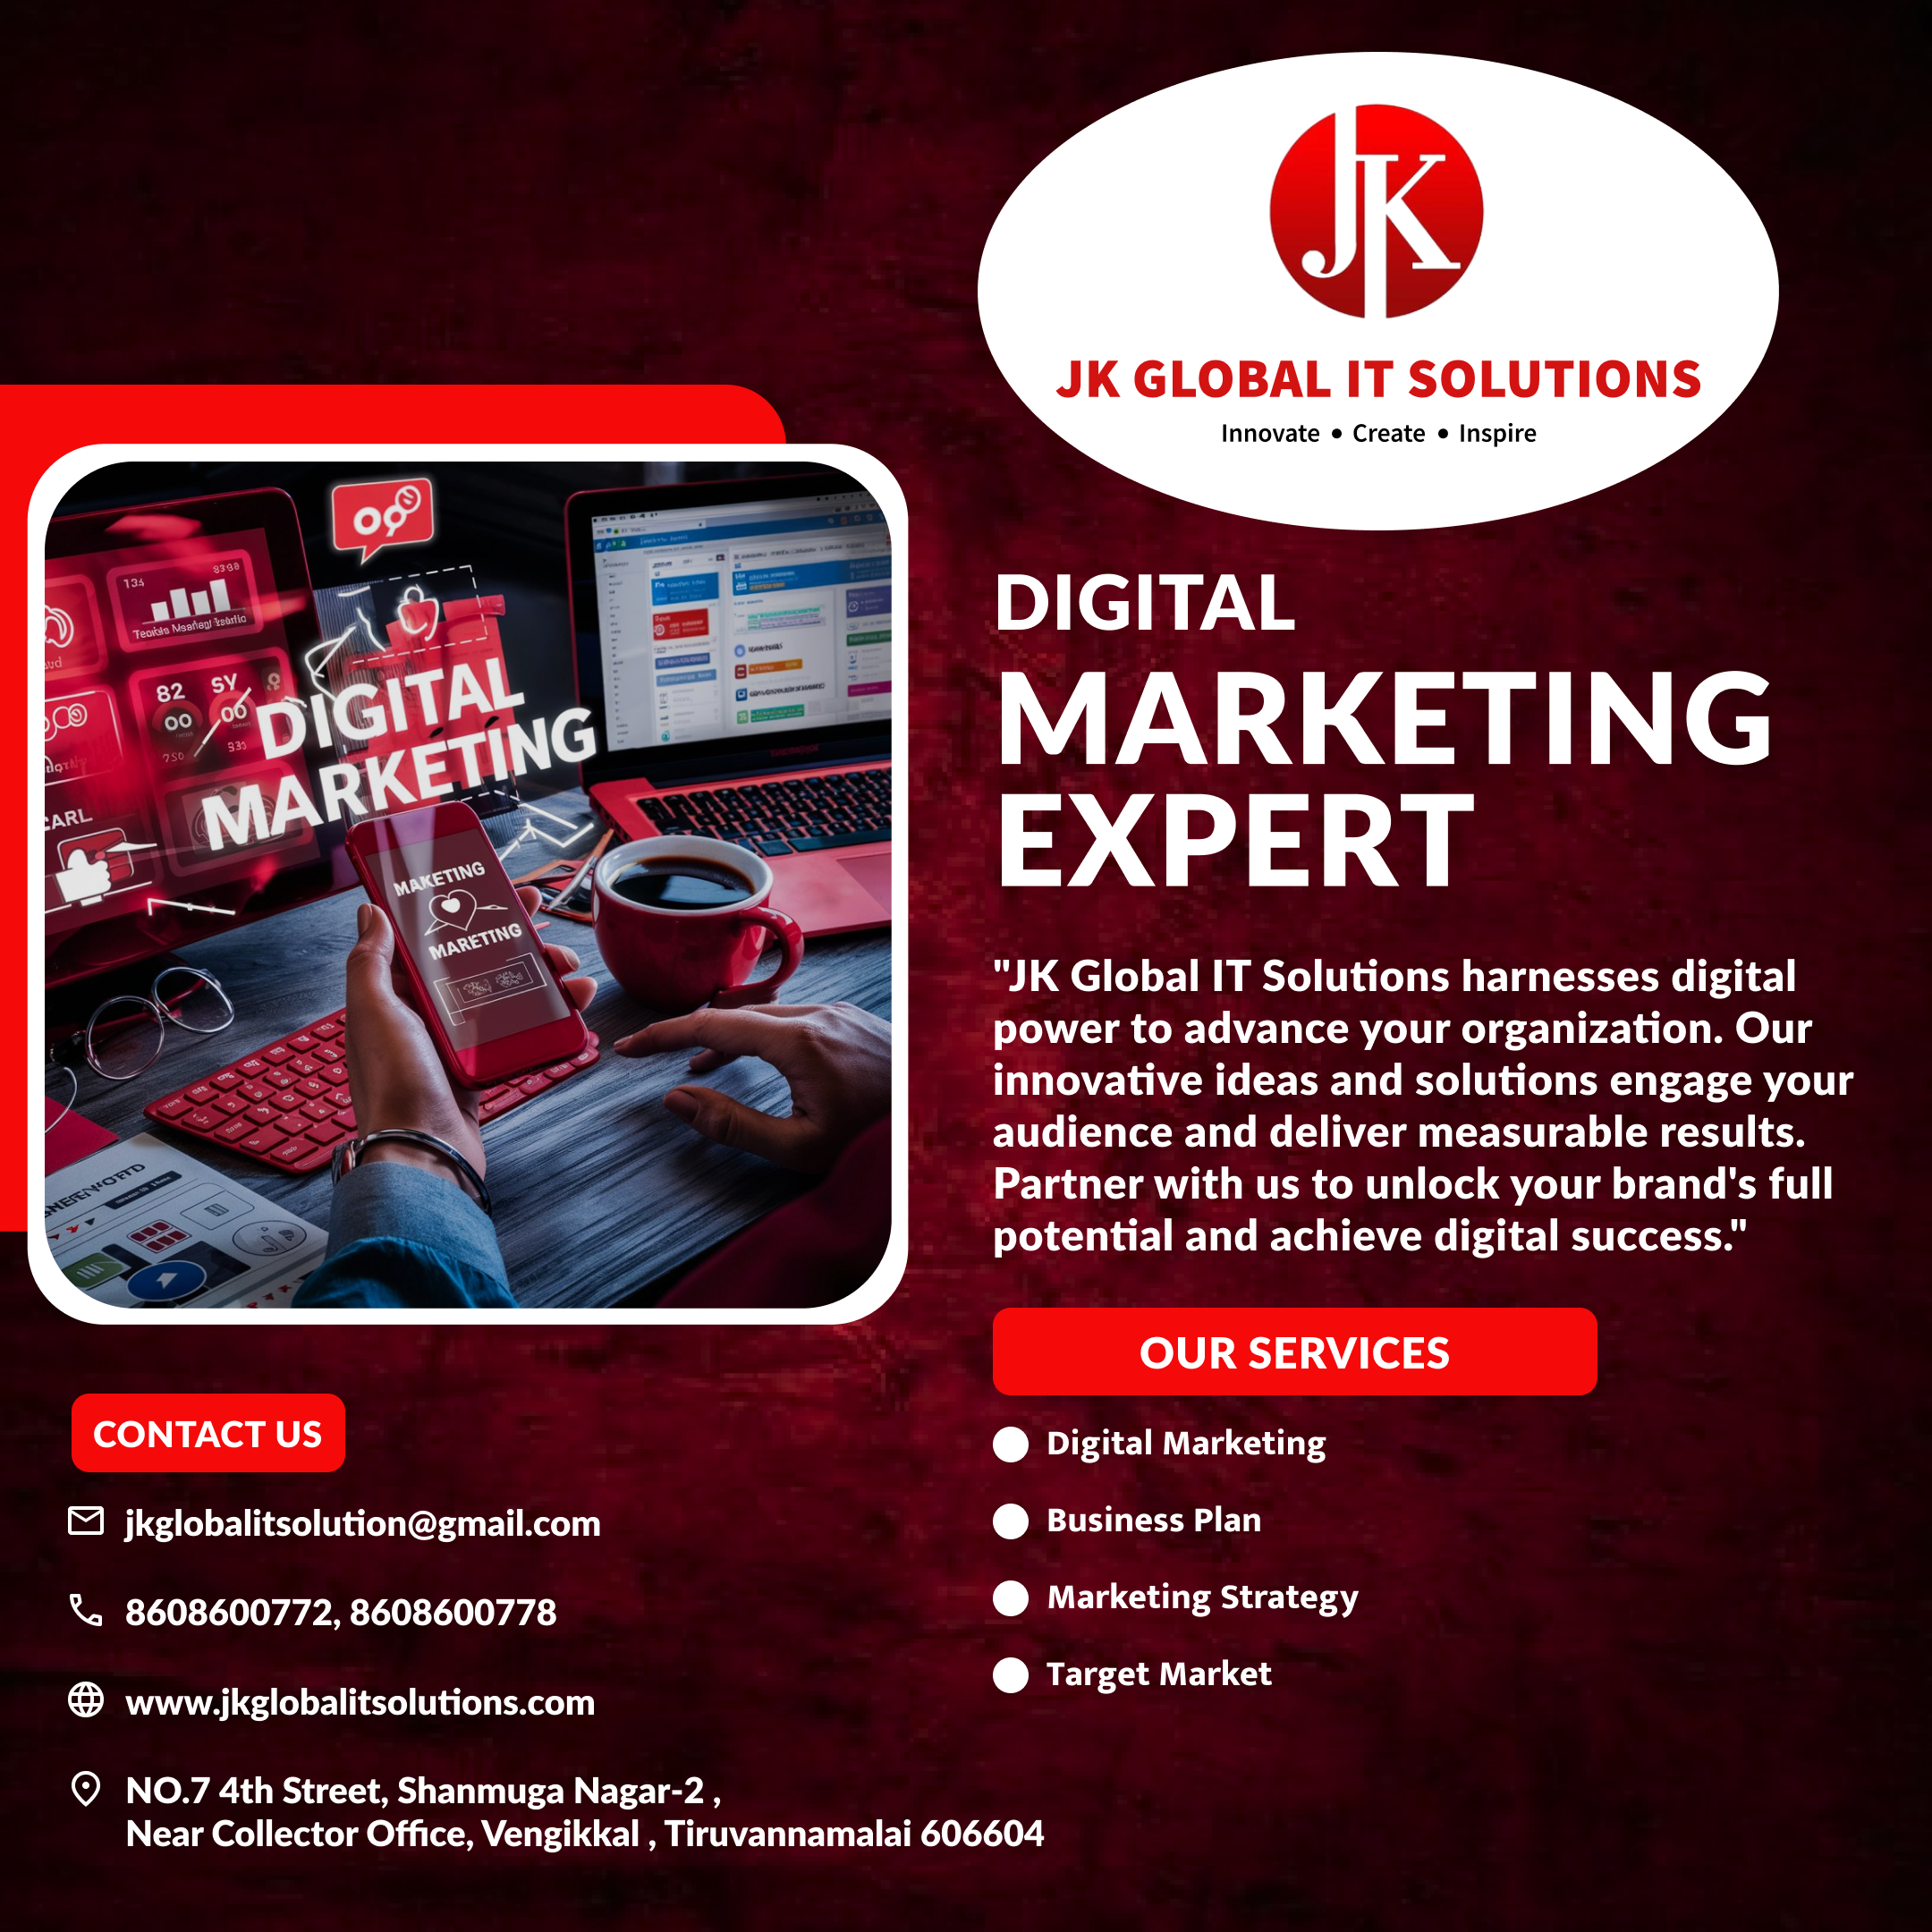 JK
JK GLOBAL IT SOLUTIONS
Innovate • Create • Inspire
DIGITAL
MARKETING
EXPERT
"JK Global IT Solutions harnesses digital
power to advance your organization. Our
innovative ideas and solutions engage your
audience and deliver measurable results.
Partner with us to unlock your brand's full
potential and achieve digital success."
OUR SERVICES
Digital Marketing
Business Plan
Marketing Strategy
Target Market
134
82 SY
DIGITAL
MARKETING
MAKETING
MARETING
CONTACT US
jkglobalitsolution@gmail.com
8608600772, 8608600778
www.jkglobalitsolutions.com
NO.7 4th Street, Shanmuga Nagar-2 ,
Near Collector Office, Vengikkal , Tiruvannamalai 606604